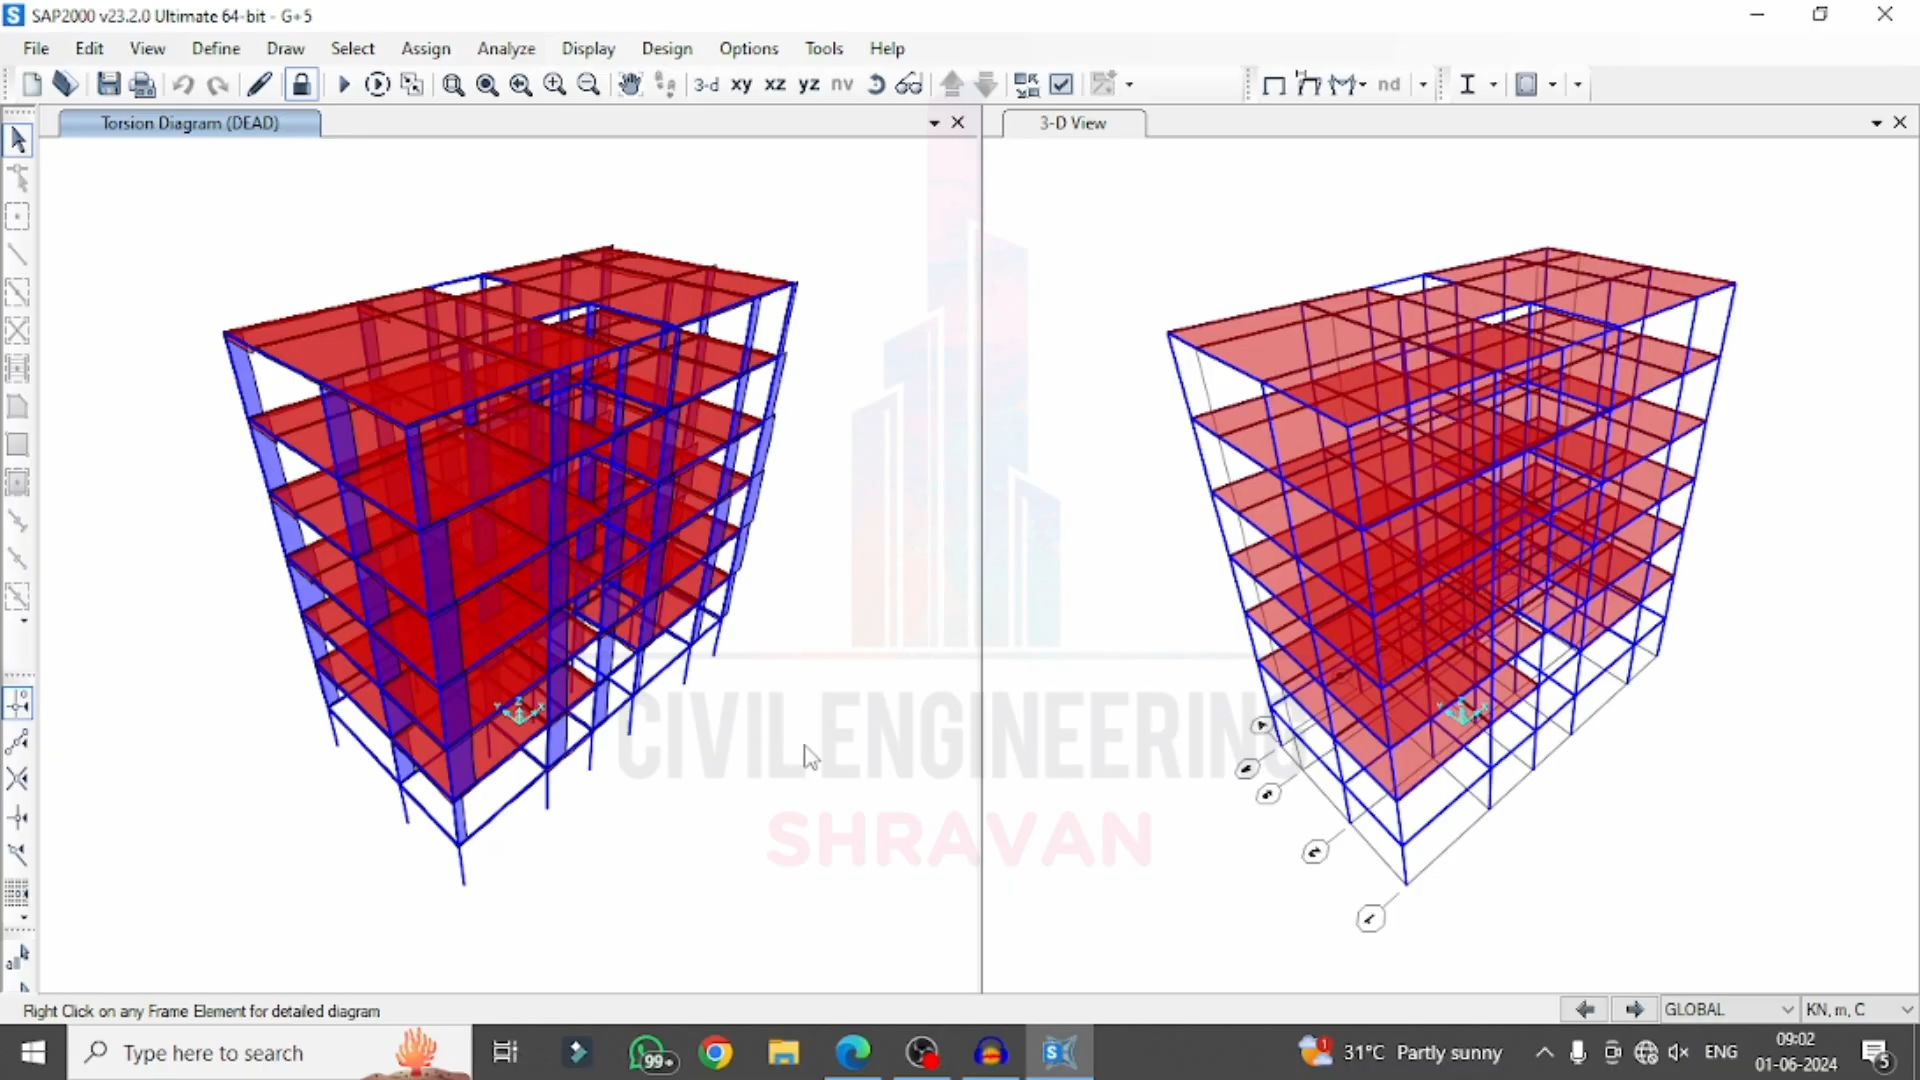 SAP2000 v23.2.0 Ultimate 64-bit - G+5
File Edit View Define Draw Select Assign Analyze Display Design Options Tools Help
3-d xy xz yz nv nd
Torsion Diagram (DEAD)
3-D View
CIVILENGINEERING
SHRAVAN
Right Click on any Frame Element for detailed diagram
GLOBAL
KN, m, C
Type here to search
99+
31°C Partly sunny
ENG
09:02
01-06-2024
5